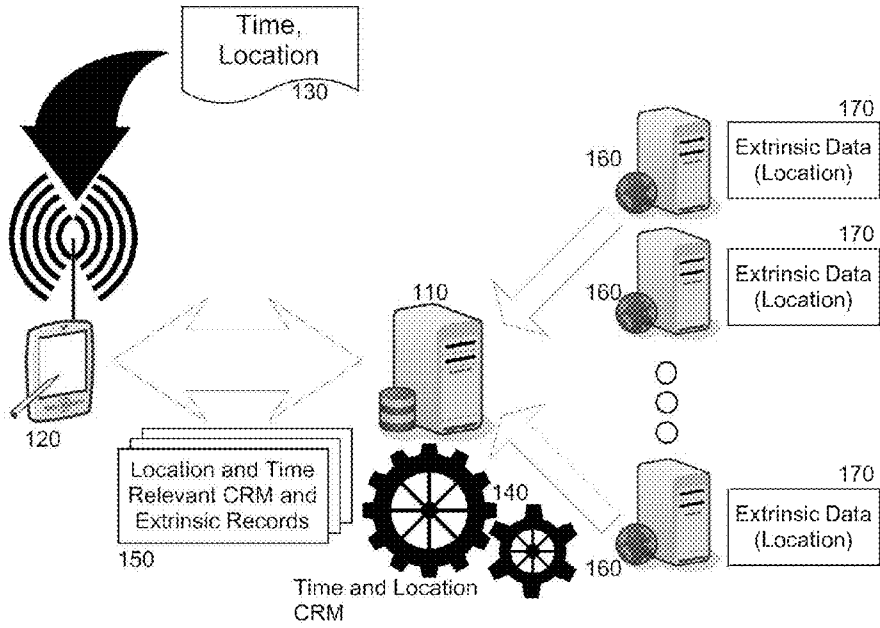 Time,
Location
130
170
160
Extrinsic Data
(Location)
170
160
Extrinsic Data
(Location)
110
120
Location and Time
Relevant CRM and
Extrinsic Records
150
140
Time and Location
CRM
170
160
Extrinsic Data
(Location)